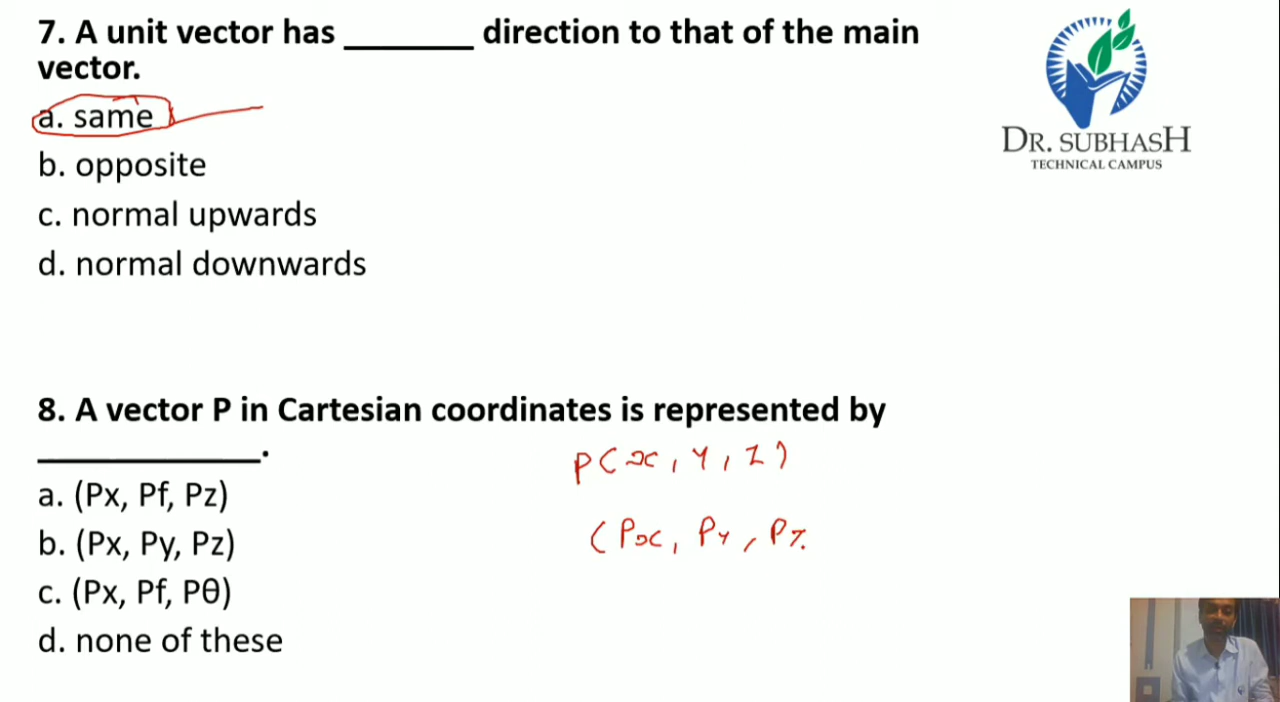 7. A unit vector has ________ direction to that of the main
vector.
a. same
b. opposite
c. normal upwards
d. normal downwards
DR. SUBHASH
TECHNICAL CAMPUS
8. A vector P in Cartesian coordinates is represented by
______________.
a. (Px, Pf, Pz)
b. (Px, Py, Pz)
c. (Px, Pf, Pθ)
d. none of these
P(x, y, z)
(Px, Py, Pz